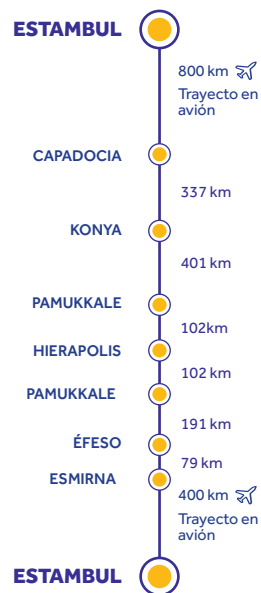 ESTAMBUL
800 km
Trayecto en
avión
CAPADOCIA
337 km
KONYA
401 km
PAMUKKALE
102km
HIERAPOLIS
102 km
PAMUKKALE
191 km
ÉFESO
79 km
ESMIRNA
400 km
Trayecto en
avión
ESTAMBUL